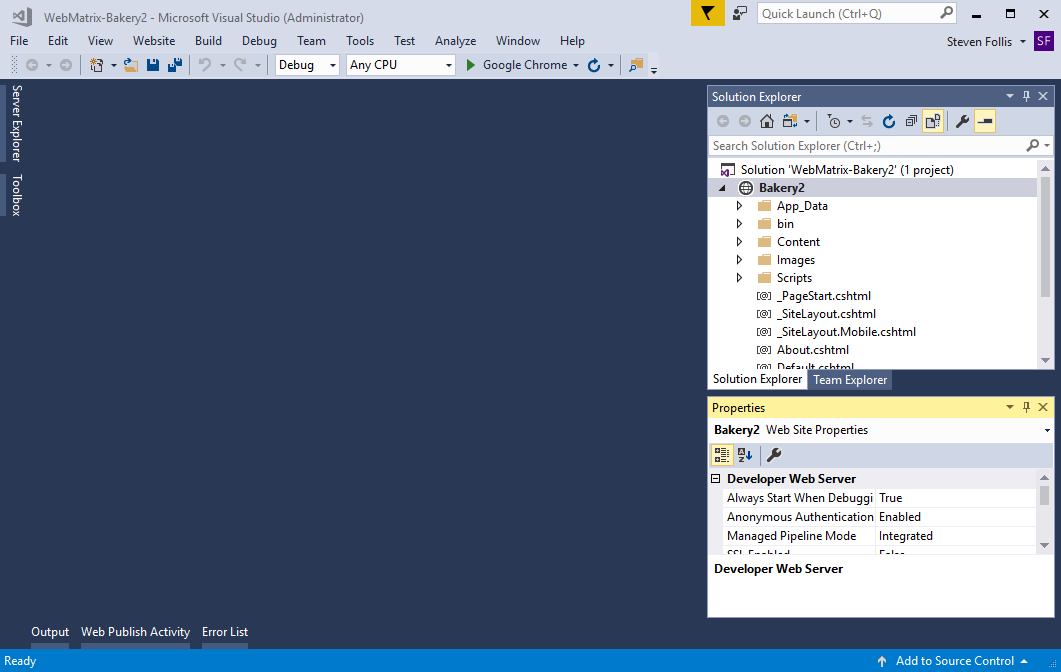 WebMatrix-Bakery2 - Microsoft Visual Studio (Administrator)
Quick Launch (Ctrl+Q)
File Edit View Website Build Debug Team Tools Test Analyze Window Help
Steven Follis SF
Debug Any CPU Google Chrome
Server Explorer
Toolbox
Solution Explorer
Search Solution Explorer (Ctrl+;)
Solution 'WebMatrix-Bakery2' (1 project)
Bakery2
App_Data
bin
Content
Images
Scripts
[@] _PageStart.cshtml
[@] _SiteLayout.cshtml
[@] _SiteLayout.Mobile.cshtml
[@] About.cshtml
[@] Default.cshtml
Solution Explorer Team Explorer
Properties
Bakery2 Web Site Properties
Developer Web Server
Always Start When Debuggi True
Anonymous Authentication Enabled
Managed Pipeline Mode Integrated
SSL Enabled False
Developer Web Server
Output Web Publish Activity Error List
Ready
Add to Source Control